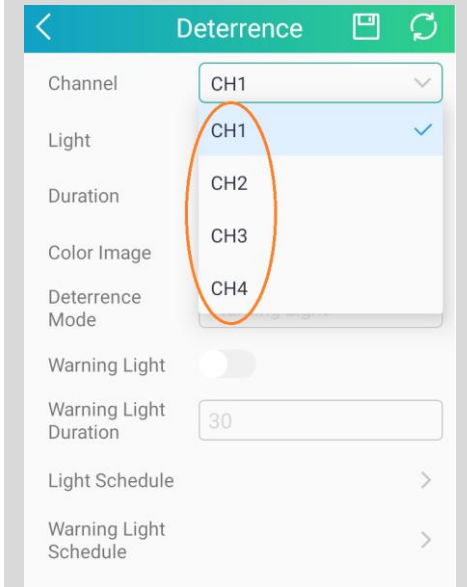 Deterrence
Channel
CH1
Light
CH1
Duration
CH2
Color Image
CH3
Deterrence
Mode
CH4
Warning Light
Warning Light
Duration
30
Light Schedule
Warning Light
Schedule